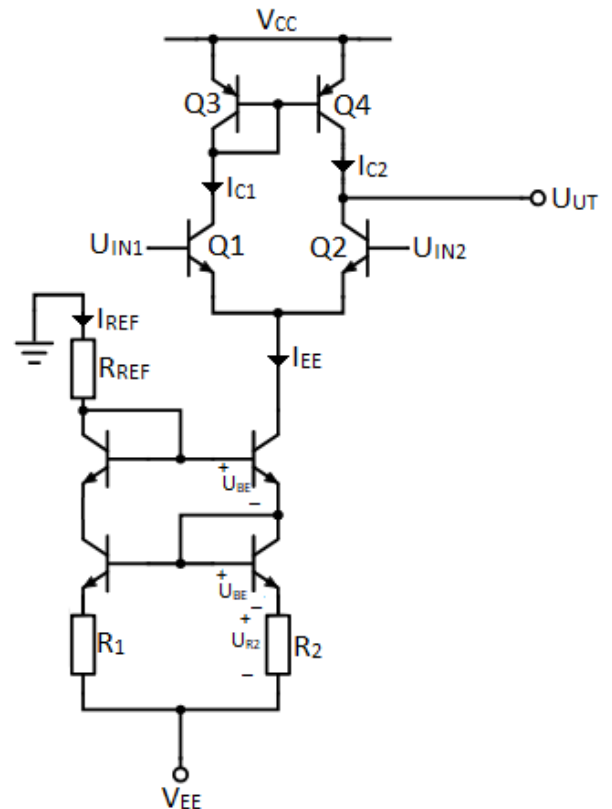 VCC
Q3
Q4
IC1
IC2
UUT
UIN1
Q1
Q2
UIN2
IREF
RREF
IEE
+
UBE
–
+
UBE
–
R1
+
UR2
–
R2
VEE